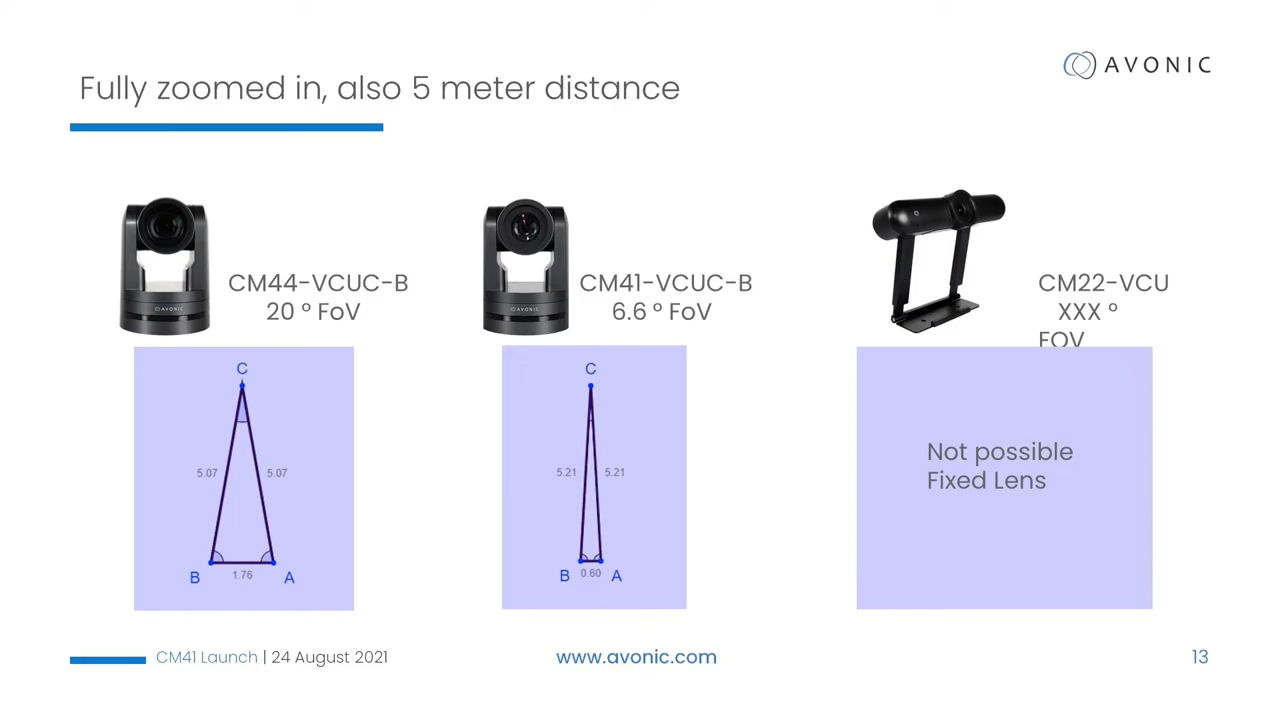 Fully zoomed in, also 5 meter distance
AVONIC
CM44-VCUC-B
20 º FoV
CM41-VCUC-B
6.6 º FoV
CM22-VCU
XXX º
FOV
AVONIC
AVONIC
C
5.07
5.07
B
1.76
A
C
5.21
5.21
B
0.60
A
Not possible
Fixed Lens
CM41 Launch | 24 August 2021
www.avonic.com
13